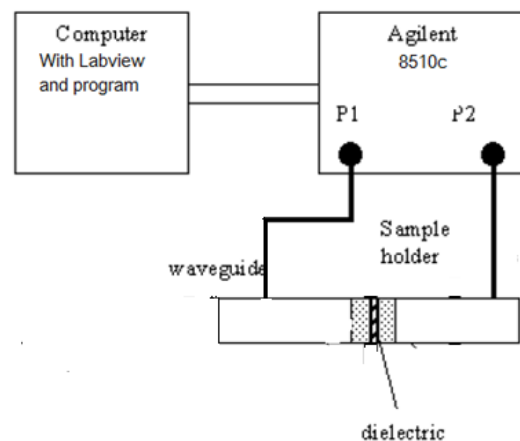 Computer
With Labview
and program
Agilent
8510c
P1
P2
Sample
holder
waveguide
dielectric